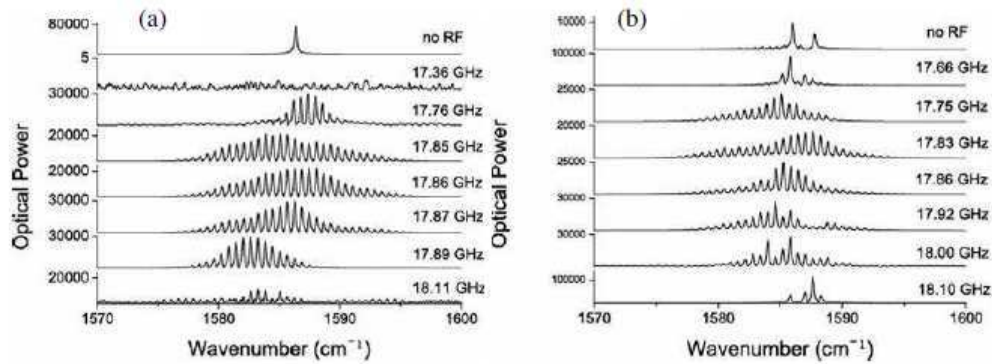 (a)
Optical Power
80000
5
30000
20000
20000
30000
30000
20000
no RF
17.36 GHz
17.76 GHz
17.85 GHz
17.86 GHz
17.87 GHz
17.89 GHz
18.11 GHz
1570
1580
1590
1600
Wavenumber (cm⁻¹)
(b)
Optical Power
10000
100000
25000
20000
25000
30000
50000
100000
no RF
17.66 GHz
17.75 GHz
17.83 GHz
17.86 GHz
17.92 GHz
18.00 GHz
18.10 GHz
1570
1580
1590
1600
Wavenumber (cm⁻¹)